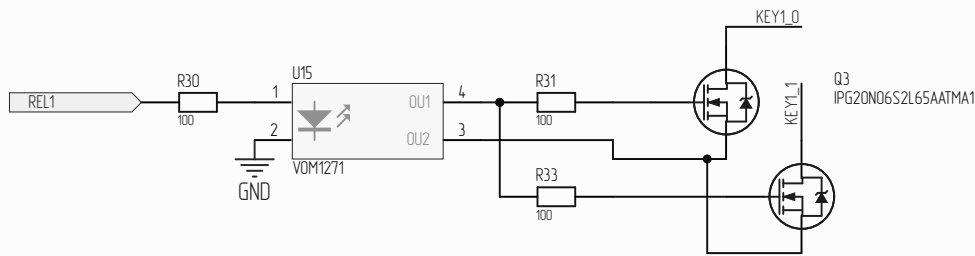 KEY1_0
REL1
R30
100
1
2
GND
U15
OU1
OU2
VOM1271
4
3
R31
100
R33
100
KEY1_1
Q3
IPG20N06S2L65AATMA1